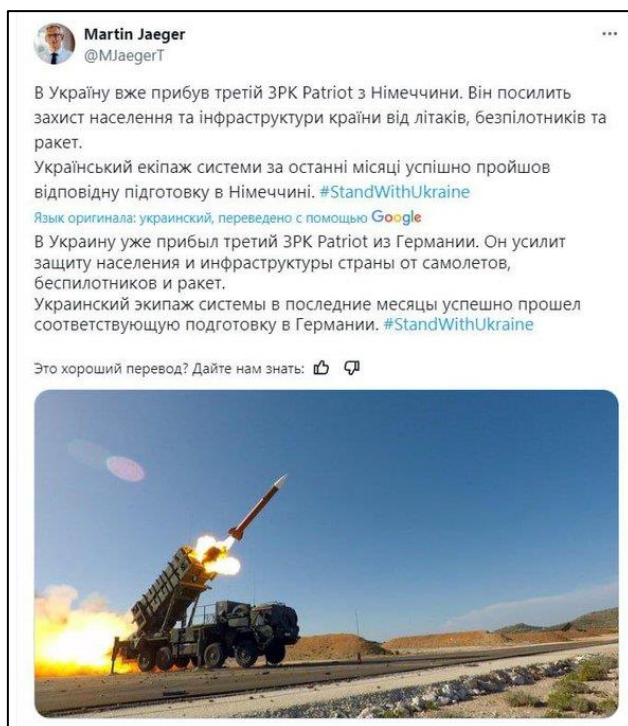 Martin Jaeger
@MJaegerT
В Україну вже прибув третій ЗРК Patriot з Німеччини. Він посилить
захист населення та інфраструктури країни від літаків, безпілотників та
ракет.
Український екіпаж системи за останні місяці успішно пройшов
відповідну підготовку в Німеччині. #StandWithUkraine
Язык оригинала: украинский, переведено с помощью Google
В Украину уже прибыл третий ЗРК Patriot из Германии. Он усилит
защиту населения и инфраструктуры страны от самолетов,
беспилотников и ракет.
Украинский экипаж системы в последние месяцы успешно прошел
соответствующую подготовку в Германии. #StandWithUkraine
Это хороший перевод? Дайте нам знать: